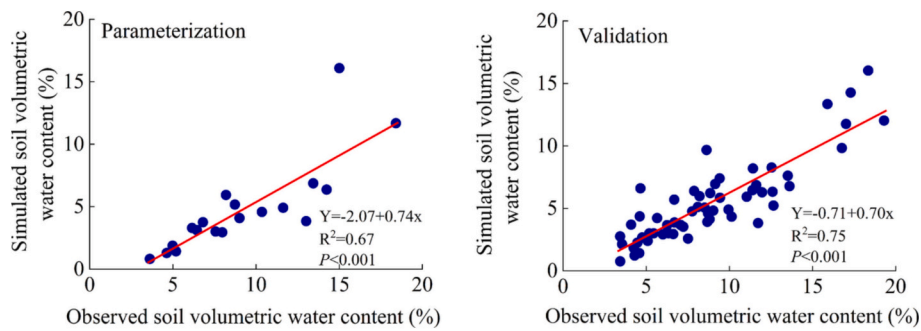 Parameterization
Simulated soil volumetric
water content (%)
20
15
10
5
0
Y=-2.07+0.74x
R²=0.67
P<0.001
0 5 10 15 20
Observed soil volumetric water content (%)
Validation
Simulated soil volumetric
water content (%)
20
15
10
5
0
Y=-0.71+0.70x
R²=0.75
P<0.001
0 5 10 15 20
Observed soil volumetric water content (%)